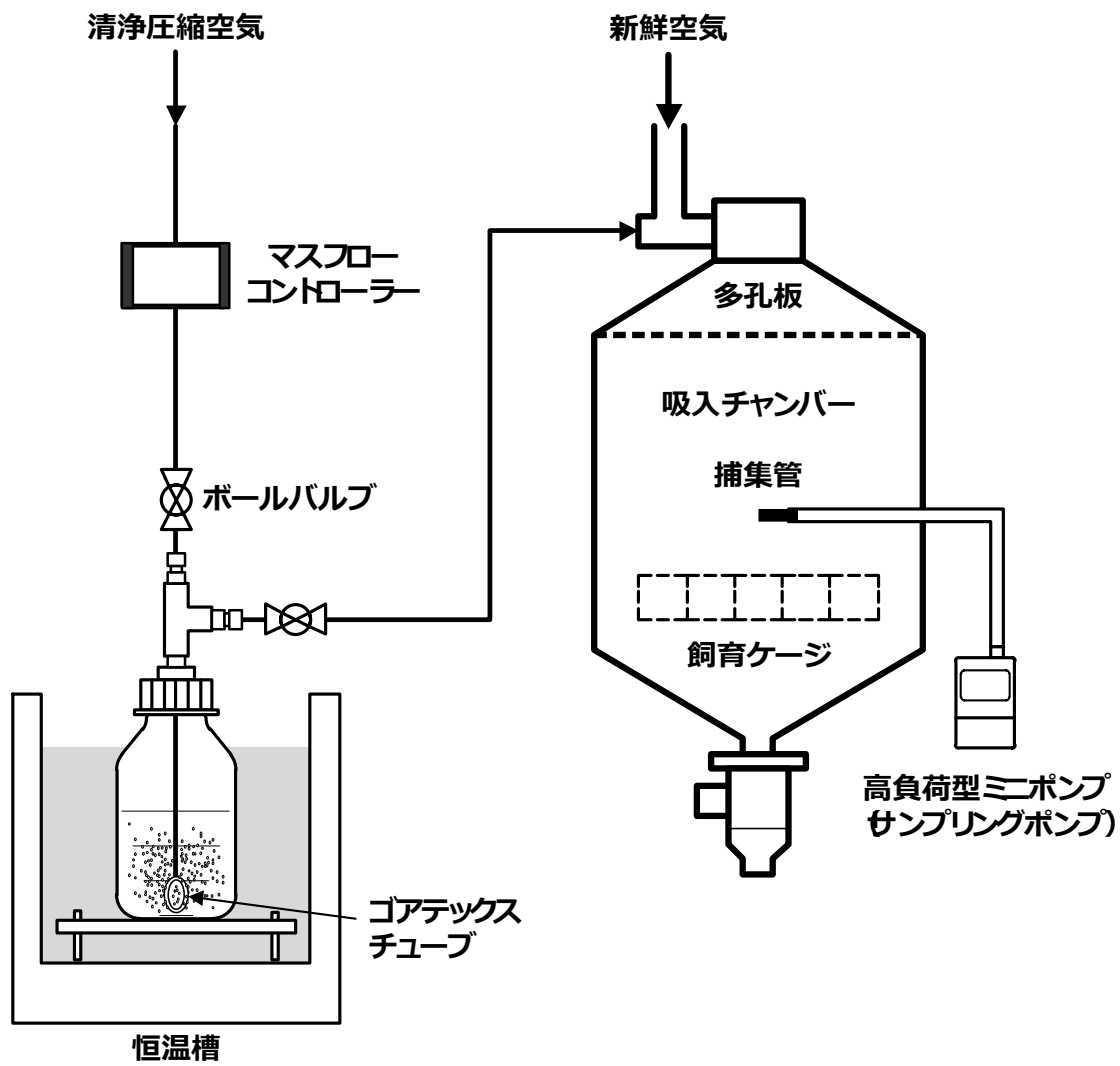 清浄圧縮空気
新鮮空気
マスフロー
コントローラー
多孔板
吸入チャンバー
捕集管
ボールバルブ
飼育ケージ
高負荷型ミニポンプ
(サンプリングポンプ)
ゴアテックス
チューブ
恒温槽